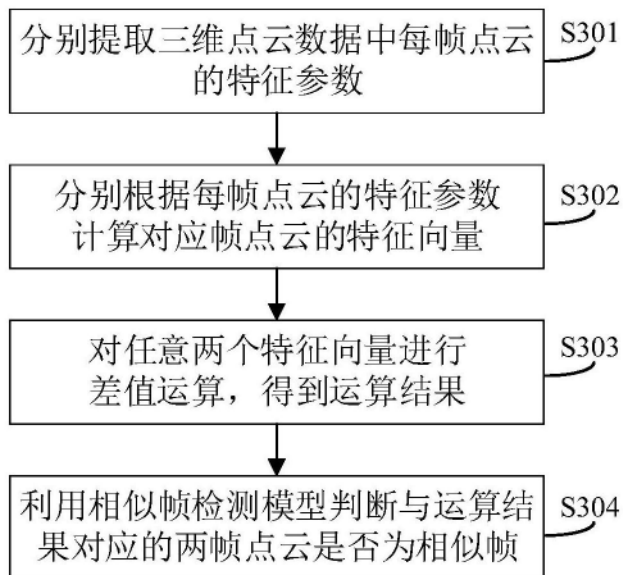 分别提取三维点云数据中每帧点云
的特征参数
S301
分别根据每帧点云的特征参数
计算对应帧点云的特征向量
S302
对任意两个特征向量进行
差值运算，得到运算结果
S303
利用相似帧检测模型判断与运算结
果对应的两帧点云是否为相似帧
S304